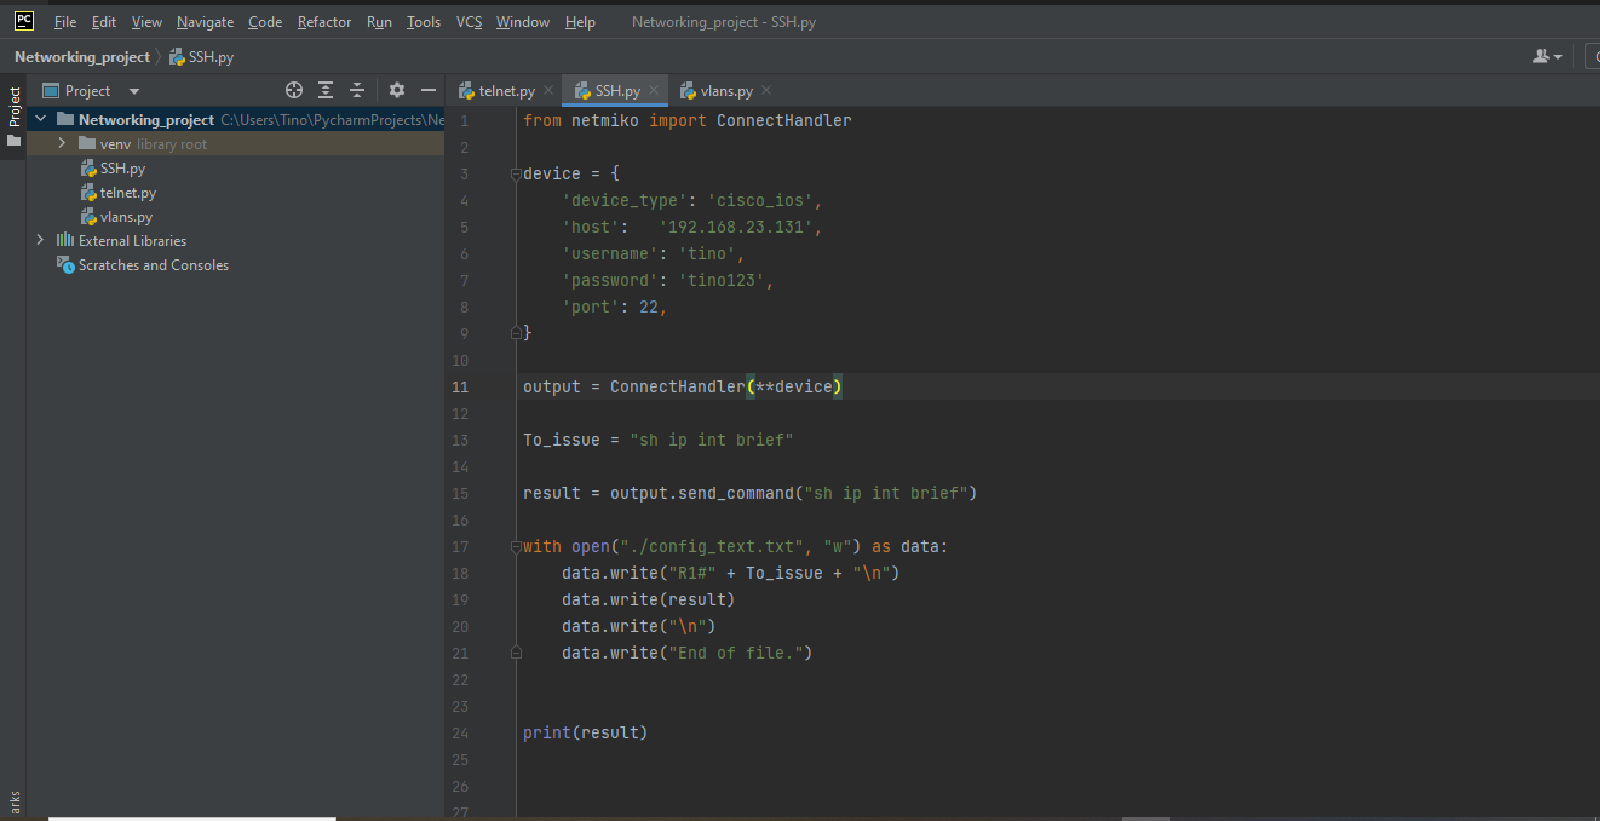 PC File Edit View Navigate Code Refactor Run Tools VCS Window Help Networking_project - SSH.py
Networking_project SSH.py
Project
Project
telnet.py SSH.py vlans.py
Networking_project C:\Users\Tino\PycharmProjects\Ne
venv library root
SSH.py
telnet.py
vlans.py
External Libraries
Scratches and Consoles
arks
1 from netmiko import ConnectHandler
2
3 device = {
4     'device_type': 'cisco_ios',
5     'host':   '192.168.23.131',
6     'username': 'tino',
7     'password': 'tino123',
8     'port': 22,
9 }
10
11 output = ConnectHandler(**device)
12
13 To_issue = "sh ip int brief"
14
15 result = output.send_command("sh ip int brief")
16
17 with open("./config_text.txt", "w") as data:
18     data.write("R1#" + To_issue + "\n")
19     data.write(result)
20     data.write("\n")
21     data.write("End of file.")
22
23
24 print(result)
25
26
27